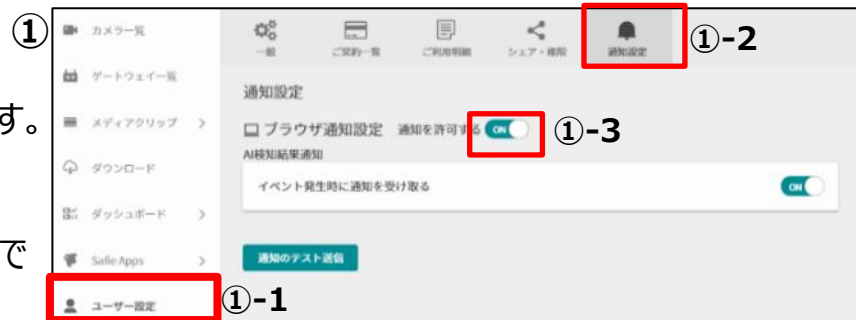 ①
す。
で
カメラ一覧
ゲートウェイ一覧
メディアクリップ
ダウンロード
ダッシュボード
Safie Apps
ユーザー設定
①-1
一般
ご契約一覧
ご利用明細
シェア・権限
通知設定
①-2
通知設定
ブラウザ通知設定 通知を許可する ON
①-3
AI検知結果通知
イベント発生時に通知を受け取る ON
通知のテスト送信